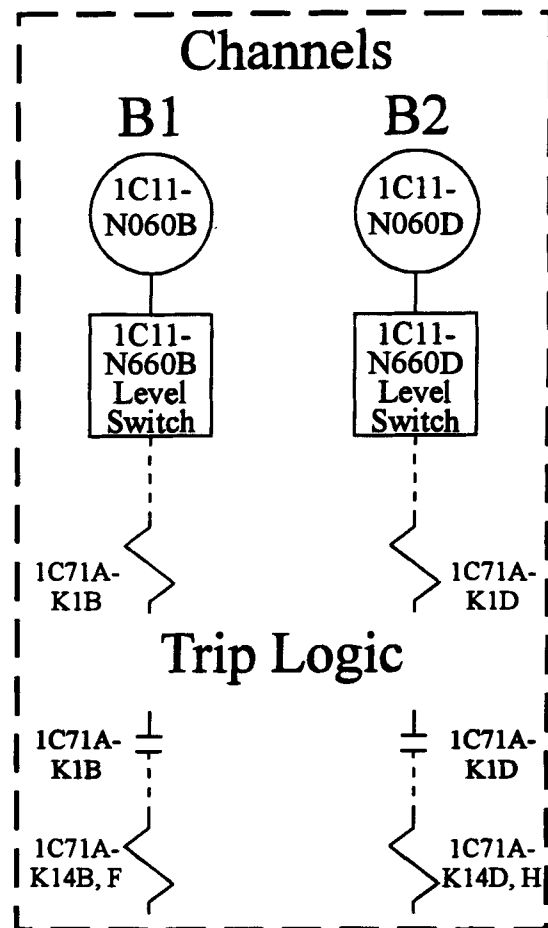 Channels
B1
B2
1C11-
N060B
1C11-
N060D
1C11-
N660B
Level
Switch
1C11-
N660D
Level
Switch
1C71A-
K1B
1C71A-
K1D
Trip Logic
1C71A-
K1B
1C71A-
K1D
1C71A-
K14B, F
1C71A-
K14D, H